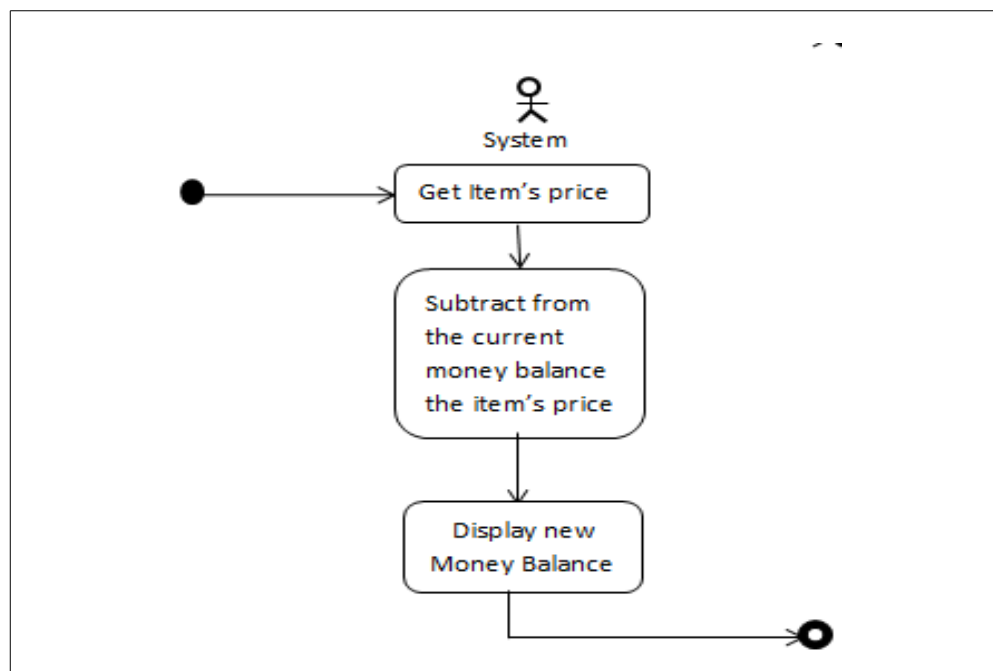 System
Get Item’s price
Subtract from
the current
money balance
the item’s price
Display new
Money Balance